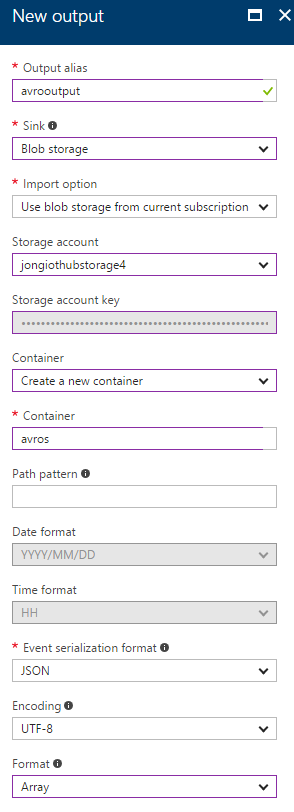 New output
* Output alias
avrooutput
* Sink
Blob storage
* Import option
Use blob storage from current subscription
Storage account
jongiothubstorage4
Storage account key
Container
Create a new container
* Container
avros
Path pattern
Date format
YYYY/MM/DD
Time format
HH
* Event serialization format
JSON
Encoding
UTF-8
Format
Array